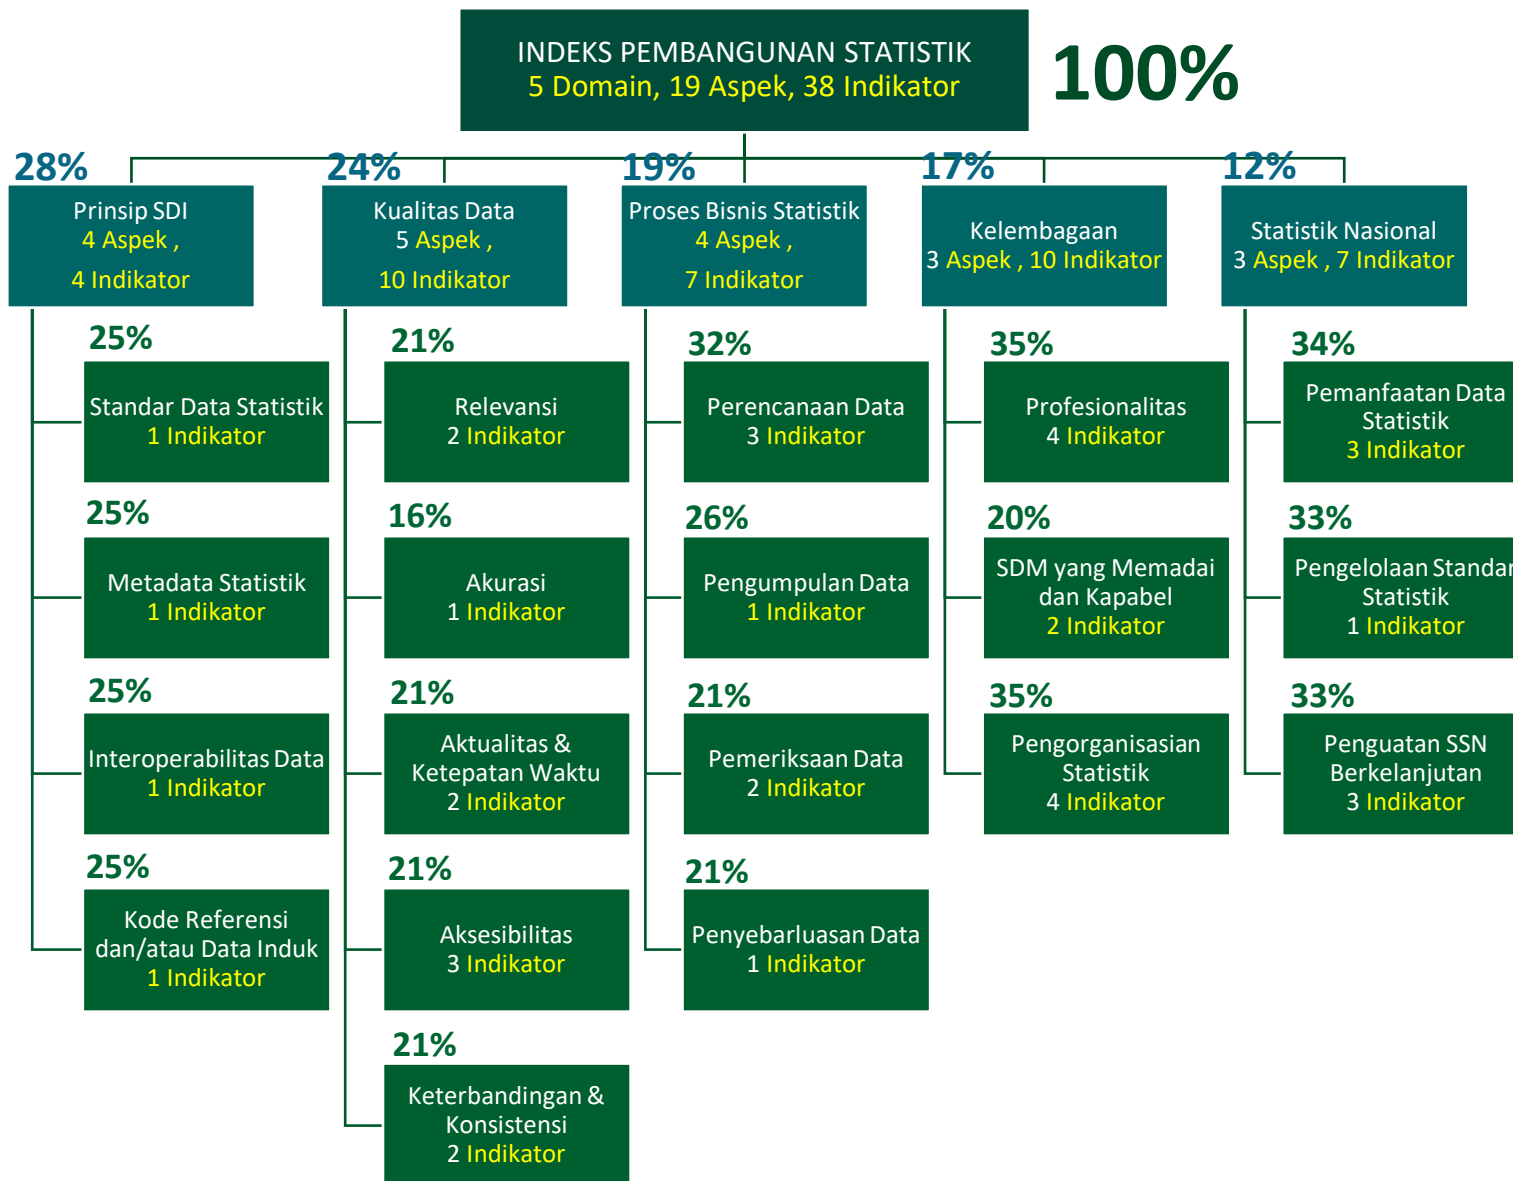 INDEKS PEMBANGUNAN STATISTIK
5 Domain, 19 Aspek, 38 Indikator
100%
28%
Prinsip SDI
4 Aspek ,
4 Indikator
25%
Standar Data Statistik
1 Indikator
25%
Metadata Statistik
1 Indikator
25%
Interoperabilitas Data
1 Indikator
25%
Kode Referensi
dan/atau Data Induk
1 Indikator
24%
Kualitas Data
5 Aspek ,
10 Indikator
21%
Relevansi
2 Indikator
16%
Akurasi
1 Indikator
21%
Aktualitas &
Ketepatan Waktu
2 Indikator
21%
Aksesibilitas
3 Indikator
21%
Keterbandingan &
Konsistensi
2 Indikator
19%
Proses Bisnis Statistik
4 Aspek ,
7 Indikator
32%
Perencanaan Data
3 Indikator
26%
Pengumpulan Data
1 Indikator
21%
Pemeriksaan Data
2 Indikator
21%
Penyebarluasan Data
1 Indikator
17%
Kelembagaan
3 Aspek , 10 Indikator
35%
Profesionalitas
4 Indikator
20%
SDM yang Memadai
dan Kapabel
2 Indikator
35%
Pengorganisasian
Statistik
4 Indikator
12%
Statistik Nasional
3 Aspek , 7 Indikator
34%
Pemanfaatan Data
Statistik
3 Indikator
33%
Pengelolaan Standar
Statistik
1 Indikator
33%
Penguatan SSN
Berkelanjutan
3 Indikator